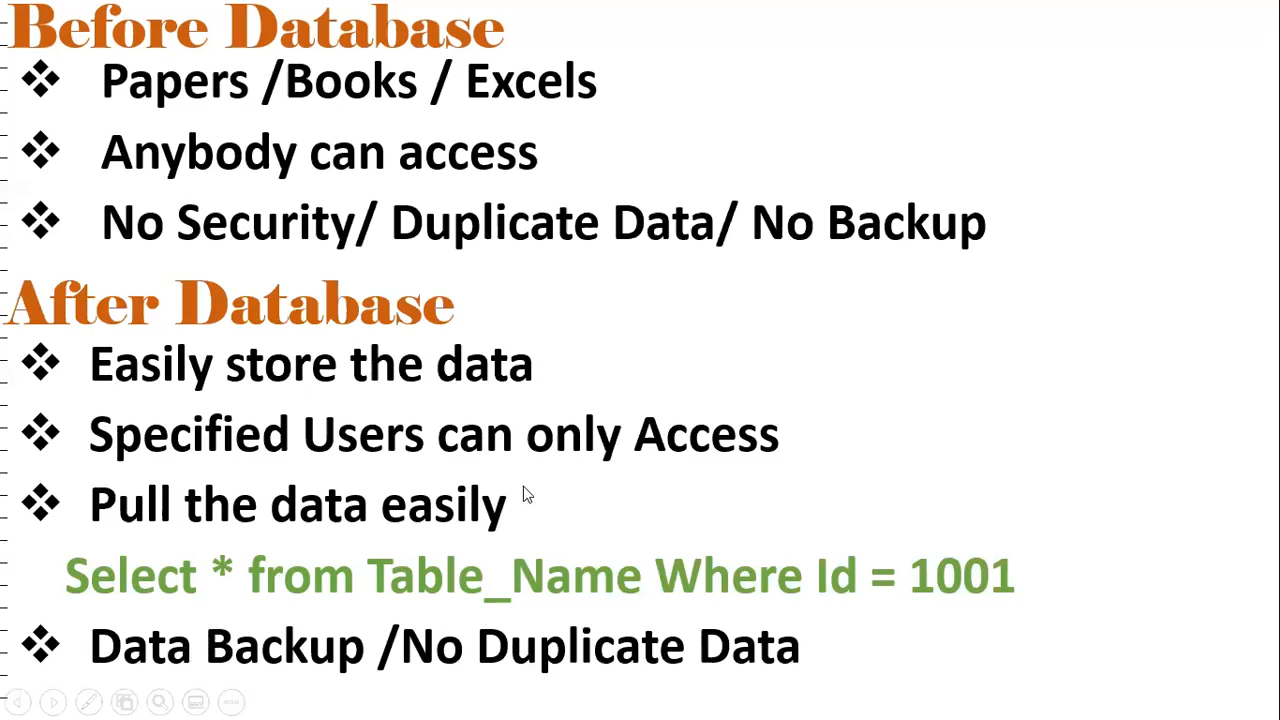 Before Database
Papers /Books / Excels
Anybody can access
No Security/ Duplicate Data/ No Backup
After Database
Easily store the data
Specified Users can only Access
Pull the data easily
Select * from Table_Name Where Id = 1001
Data Backup /No Duplicate Data